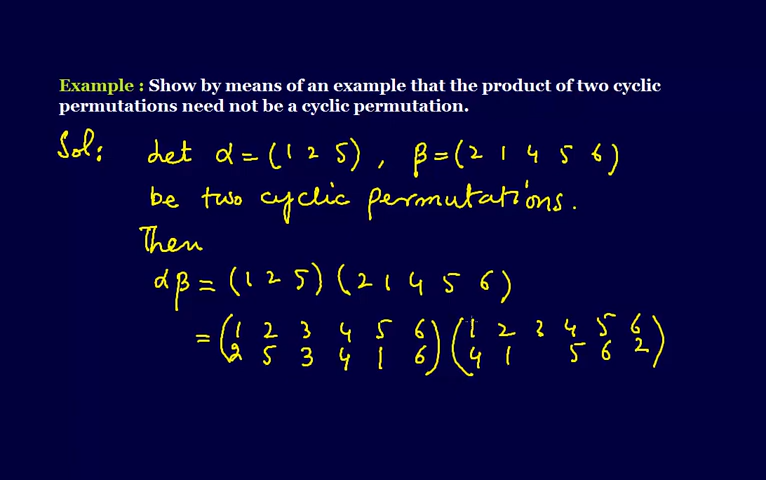 Example : Show by means of an example that the product of two cyclic
permutations need not be a cyclic permutation.
Sol: Let α = (1 2 5) , β = (2 1 4 5 6)
be two cyclic permutations.
Then
αβ = (1 2 5) (2 1 4 5 6)
= (1 2 3 4 5 6) (1 2 3 4 5 6)
2 5 3 4 1 6 4 1 5 6 2